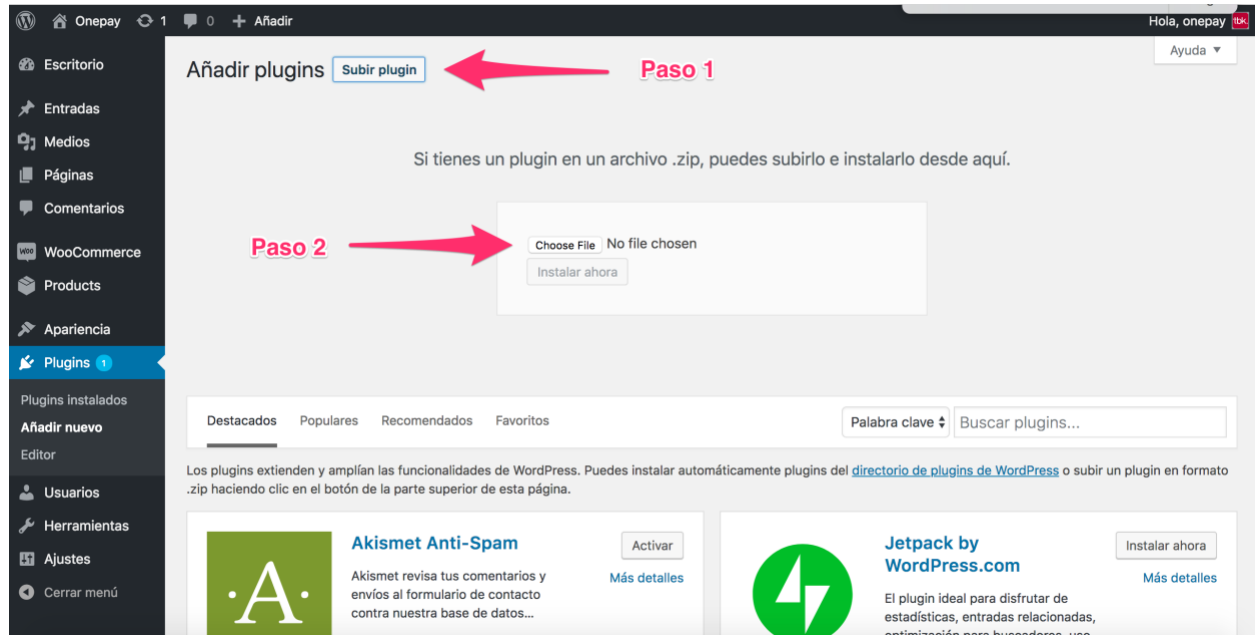 Onepay 1 0 + Añadir Hola, onepay tbk.
Ayuda
Escritorio
Entradas
Medios
Páginas
Comentarios
WooCommerce
Products
Apariencia
Plugins 1
Plugins instalados
Añadir nuevo
Editor
Usuarios
Herramientas
Ajustes
Cerrar menú
Añadir plugins Subir plugin Paso 1
Si tienes un plugin en un archivo .zip, puedes subirlo e instalarlo desde aquí.
Paso 2 Choose File No file chosen
Instalar ahora
Destacados Populares Recomendados Favoritos Palabra clave Buscar plugins...
Los plugins extienden y amplían las funcionalidades de WordPress. Puedes instalar automáticamente plugins del directorio de plugins de WordPress o subir un plugin en formato
.zip haciendo clic en el botón de la parte superior de esta página.
Akismet Anti-Spam Activar
Más detalles
Akismet revisa tus comentarios y
envíos al formulario de contacto
contra nuestra base de datos...
Jetpack by Instalar ahora
WordPress.com
Más detalles
El plugin ideal para disfrutar de
estadísticas, entradas relacionadas,
optimización para buscadores, uso